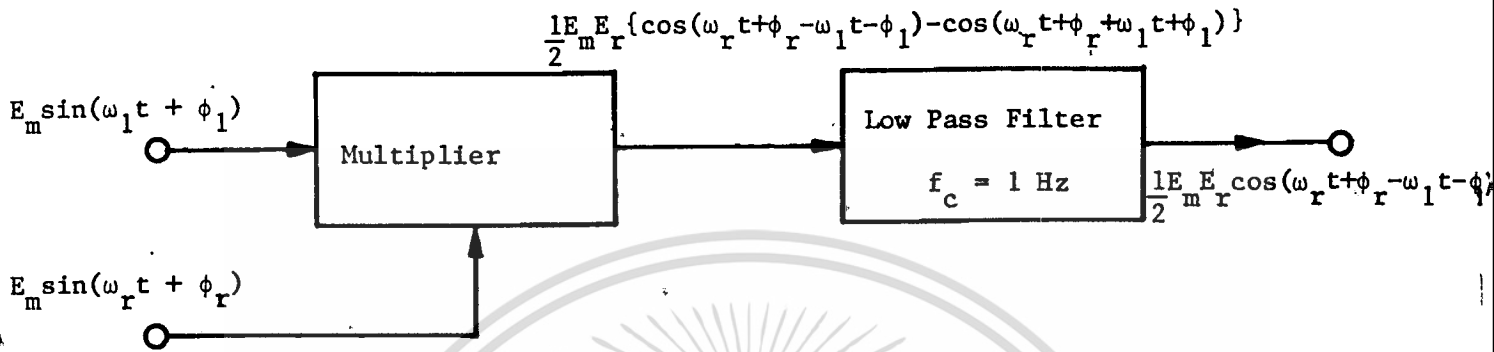 ½E_mE_r{cos(ω_rt+φ_r-ω_1t-φ_1)-cos(ω_rt+φ_r+ω_1t+φ_1)}
E_msin(ω_1t + φ_1)
Multiplier
Low Pass Filter
f_c = 1 Hz
½E_mE_rcos(ω_rt+φ_r-ω_1t-φ_1)
E_msin(ω_rt + φ_r)